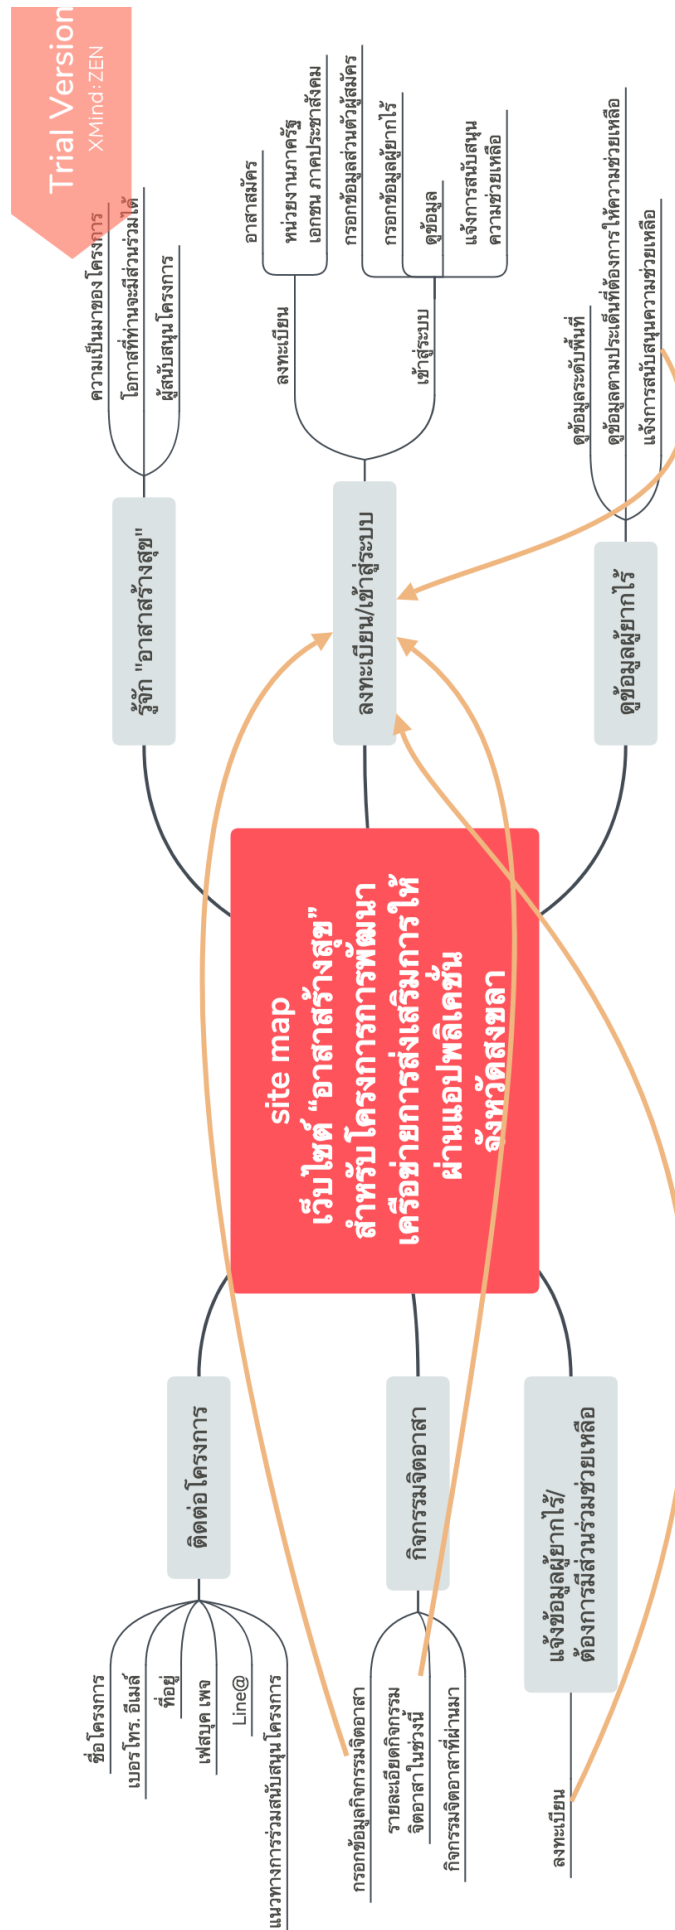 Trial Version
XMind:ZEN
site map
เว็บไซต์ “อาสาสร้างสุข”
สำหรับโครงการการพัฒนา
เครือข่ายการส่งเสริมการให้
ผ่านแอปพลิเคชั่น
จังหวัดสงขลา
รู้จัก "อาสาสร้างสุข"
ความเป็นมาของโครงการ
โอกาสที่ท่านจะมีส่วนร่วมได้
ผู้สนับสนุนโครงการ
ลงทะเบียน/เข้าสู่ระบบ
ลงทะเบียน
อาสาสมัคร
หน่วยงานภาครัฐ
เอกชน ภาคประชาสังคม
เข้าสู่ระบบ
กรอกข้อมูลส่วนตัวผู้สมัคร
กรอกข้อมูลผู้ยากไร้
ดูข้อมูล
แจ้งการสนับสนุน
ความช่วยเหลือ
ดูข้อมูลผู้ยากไร้
ดูข้อมูลระดับพื้นที่
ดูข้อมูลตามประเด็นที่ต้องการให้ความช่วยเหลือ
แจ้งการสนับสนุนความช่วยเหลือ
ติดต่อโครงการ
ชื่อโครงการ
เบอรโทร. อีเมล์
ที่อยู่
เฟสบุค เพจ
Line@
แนวทางการร่วมสนับสนุนโครงการ
กิจกรรมจิตอาสา
กรอกข้อมูลกิจกรรมจิตอาสา
รายละเอียดกิจกรรม
จิตอาสาในช่วงนี้
กิจกรรมจิตอาสาที่ผ่านมา
แจ้งข้อมูลผู้ยากไร้/
ต้องการมีส่วนร่วมช่วยเหลือ
ลงทะเบียน